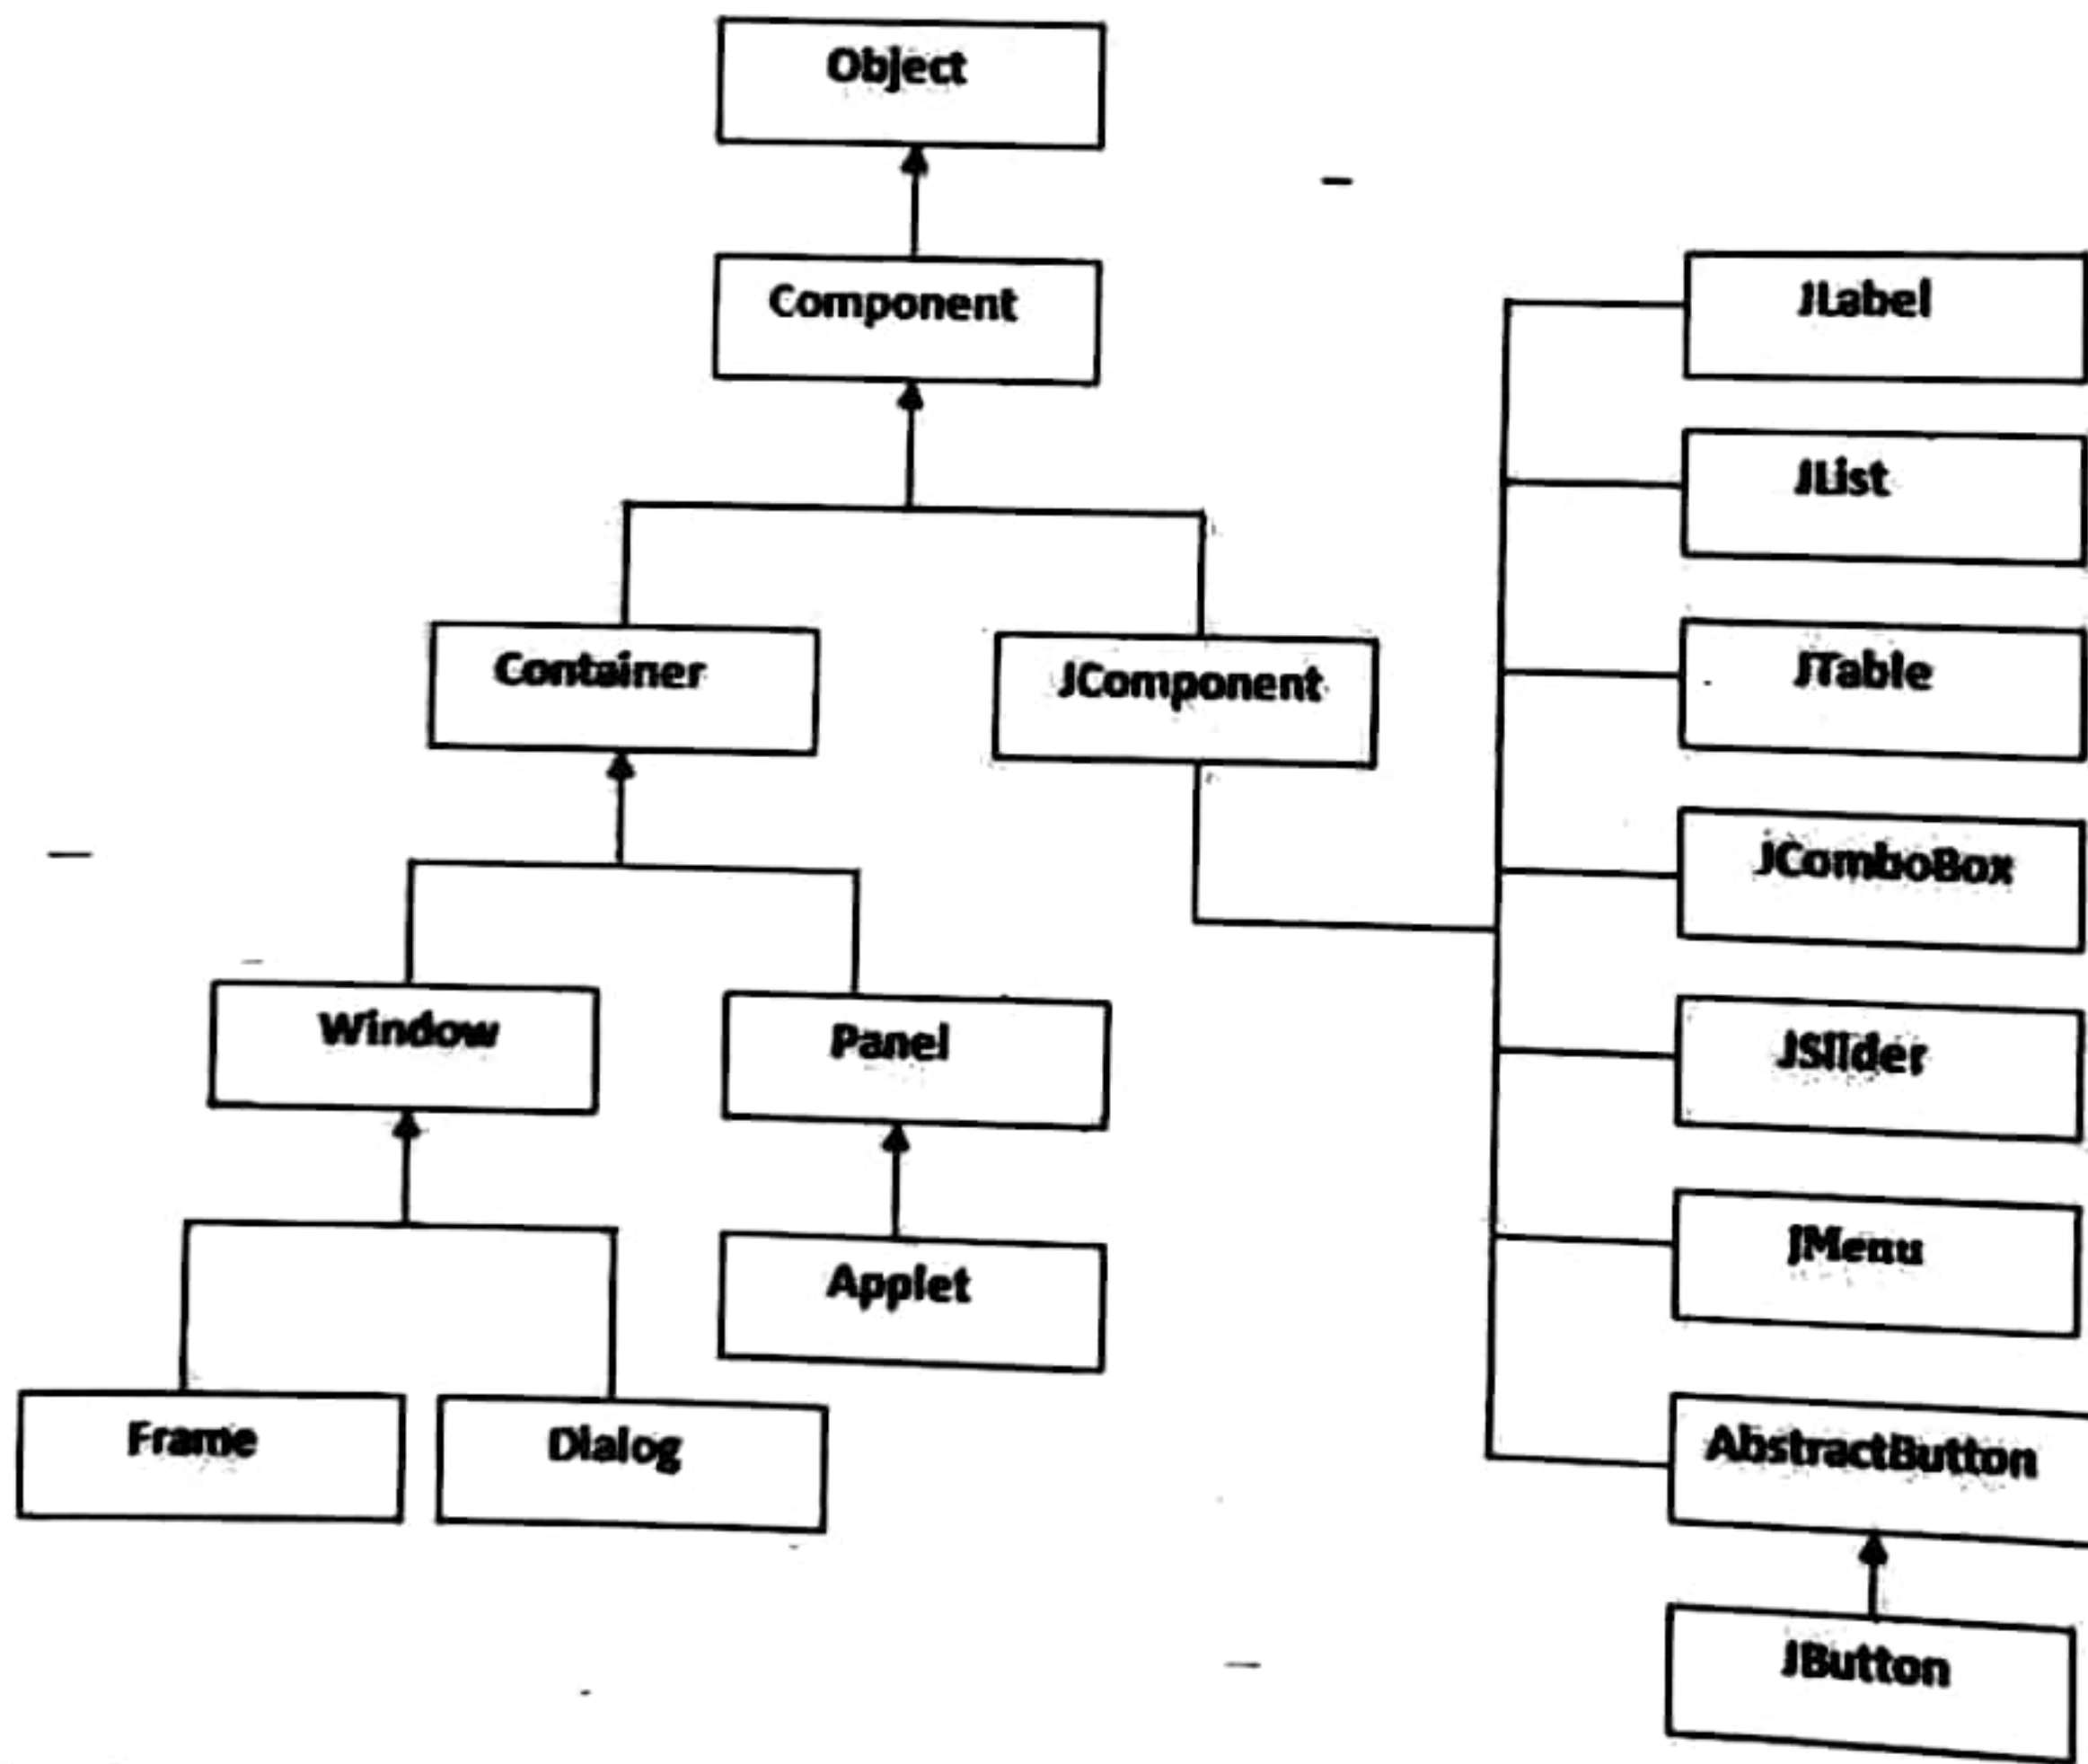 Object
Component
Container
JComponent
Window
Panel
Frame
Dialog
Applet
JLabel
JList
JTable
JComboBox
JSlider
JMenu
AbstractButton
JButton